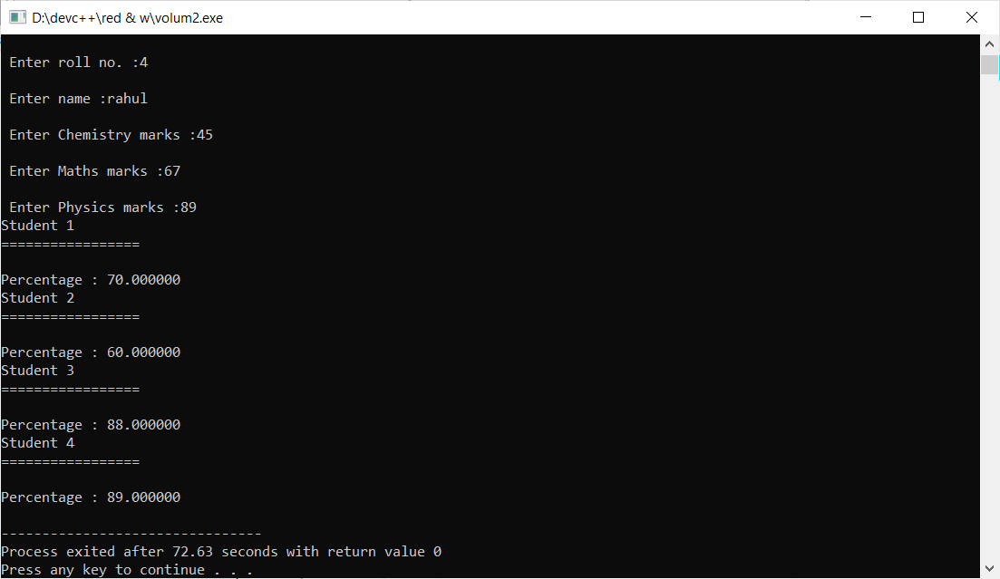 D:\devc++\red & w\volum2.exe
Enter roll no. :4
Enter name :rahul
Enter Chemistry marks :45
Enter Maths marks :67
Enter Physics marks :89
Student 1
=================
Percentage : 70.000000
Student 2
=================
Percentage : 60.000000
Student 3
=================
Percentage : 88.000000
Student 4
=================
Percentage : 89.000000
--------------------------------
Process exited after 72.63 seconds with return value 0
Press any key to continue . . .